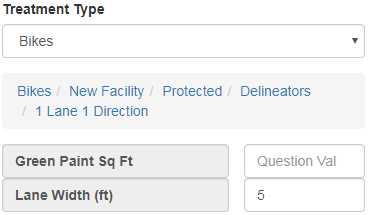 Treatment Type
Bikes
Bikes / New Facility / Protected / Delineators
/ 1 Lane 1 Direction
Green Paint Sq Ft Question Val
Lane Width (ft) 5